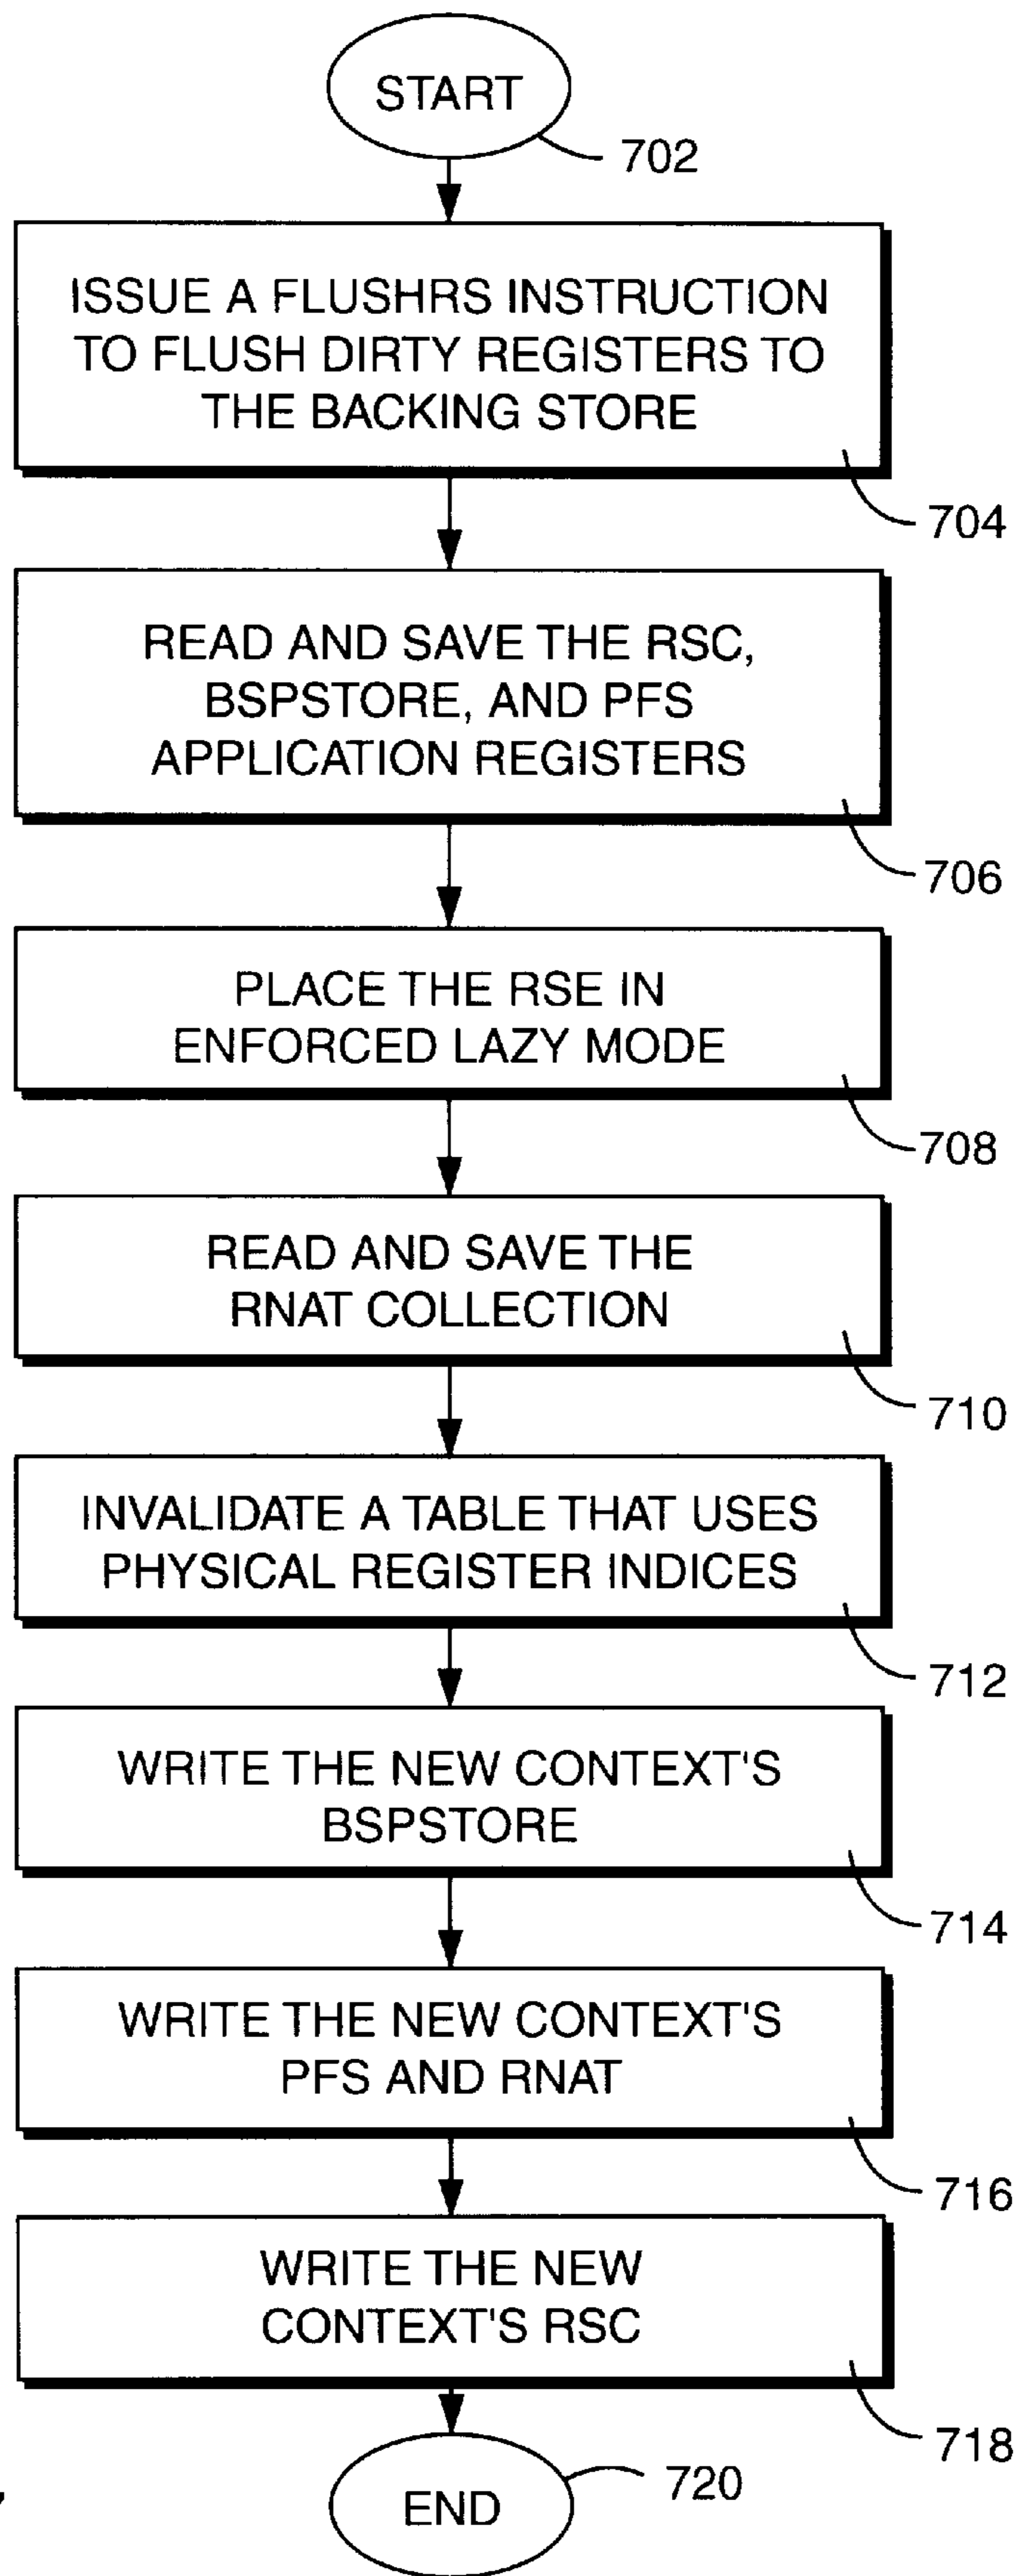 START
702
ISSUE A FLUSHRS INSTRUCTION
TO FLUSH DIRTY REGISTERS TO
THE BACKING STORE
704
READ AND SAVE THE RSC,
BSPSTORE, AND PFS
APPLICATION REGISTERS
706
PLACE THE RSE IN
ENFORCED LAZY MODE
708
READ AND SAVE THE
RNAT COLLECTION
710
INVALIDATE A TABLE THAT USES
PHYSICAL REGISTER INDICES
712
WRITE THE NEW CONTEXT'S
BSPSTORE
714
WRITE THE NEW CONTEXT'S
PFS AND RNAT
716
WRITE THE NEW
CONTEXT'S RSC
718
END
720